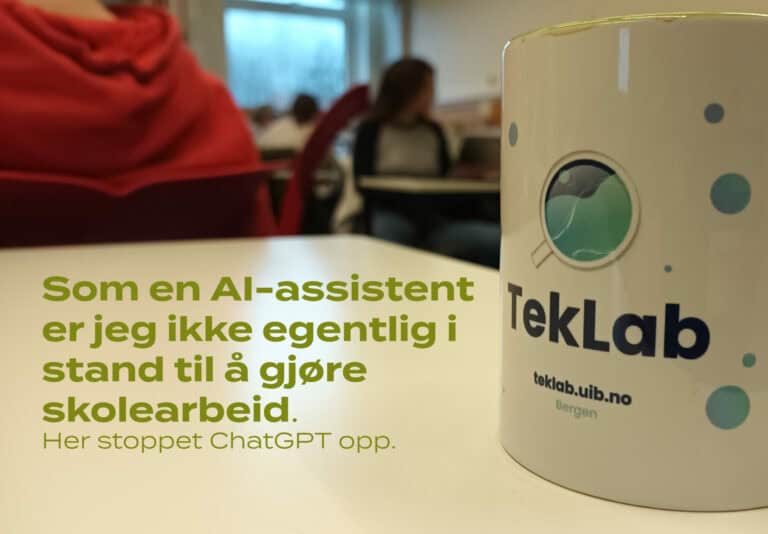 Som en AI-assistent
er jeg ikke egentlig i
stand til å gjøre
skolearbeid.
Her stoppet ChatGPT opp.
TekLab
teklab.uib.no
Bergen